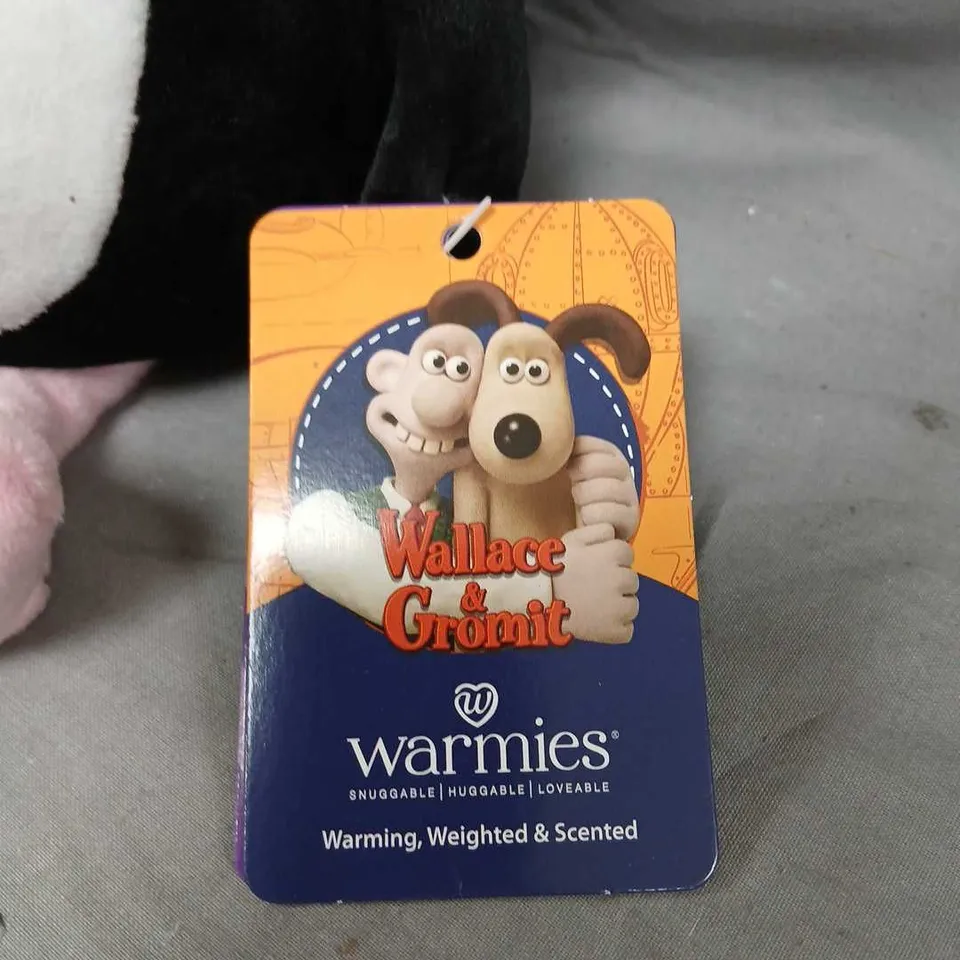 Wallace
&
Gromit
w
warmies®
SNUGGABLE | HUGGABLE | LOVEABLE
Warming, Weighted & Scented